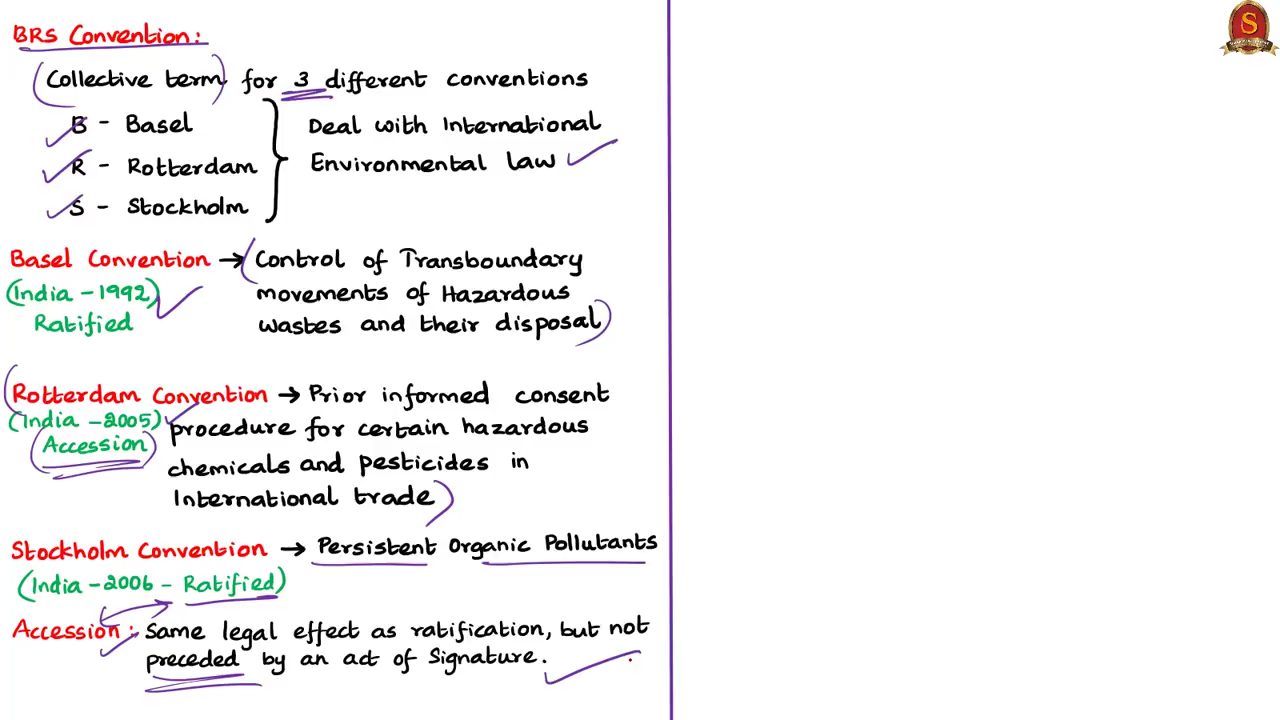 BRS Convention:
Collective term for 3 different conventions
B - Basel
R - Rotterdam
S - Stockholm
Deal with International
Environmental law
Basel Convention → Control of Transboundary
(India - 1992) movements of Hazardous
Ratified wastes and their disposal
Rotterdam Convention → Prior informed consent
(India - 2005) procedure for certain hazardous
Accession chemicals and pesticides in
International trade
Stockholm Convention → Persistent Organic Pollutants
(India - 2006 - Ratified)
Accession: Same legal effect as ratification, but not
preceded by an act of Signature.
S